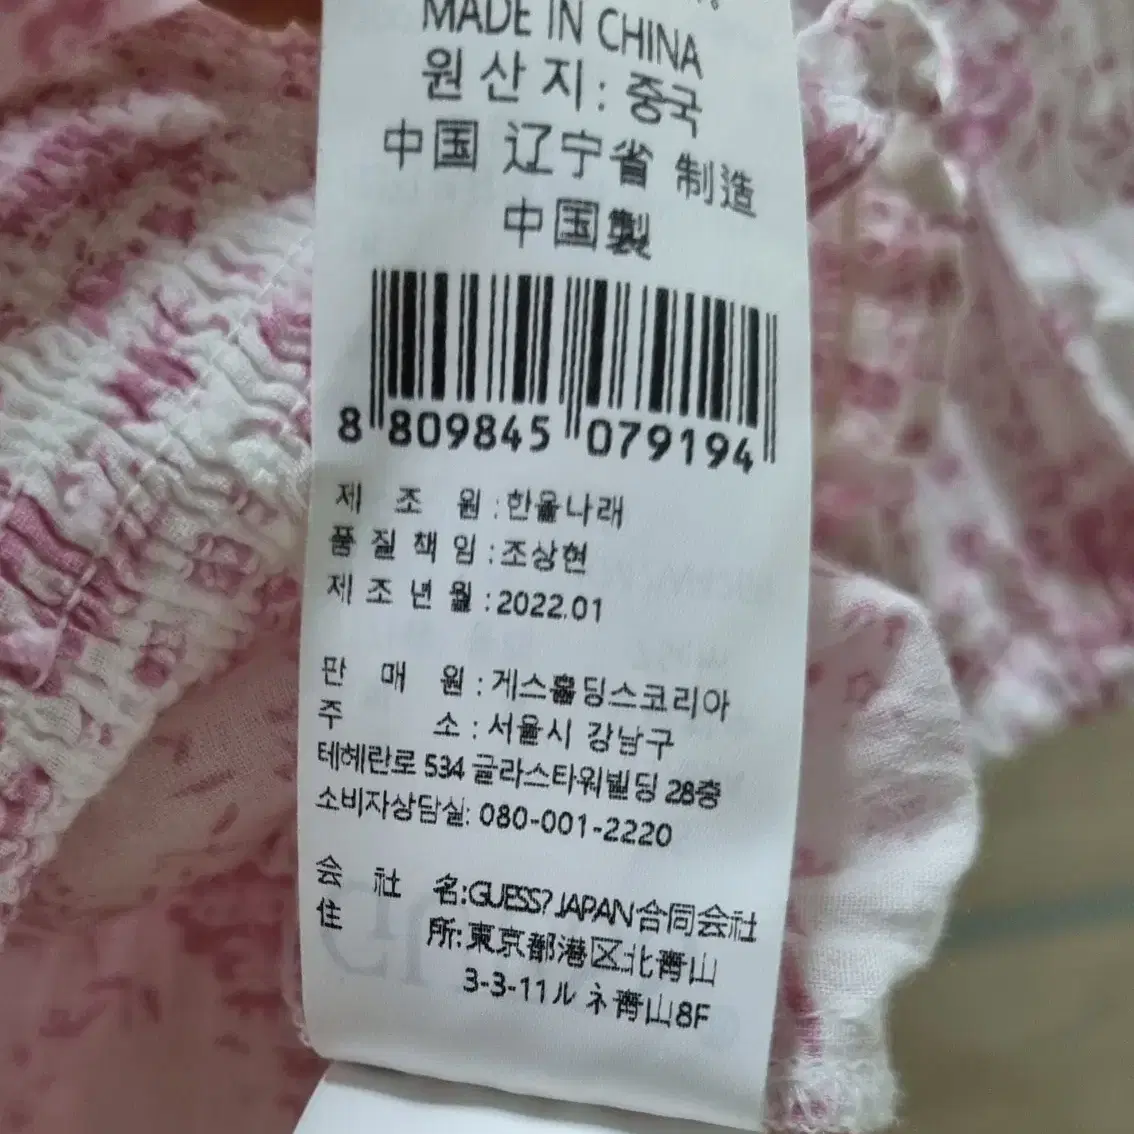 MADE IN CHINA
원산지: 중국
中国 辽宁省 制造
中国製
8 809845 079194
제 조 원 : 한울나래
품질책임 : 조상현
제조년월 : 2022.01
판 매 원 : 게스홀딩스코리아
주 소 : 서울시 강남구
테헤란로 534 글라스타워빌딩 28층
소비자상담실: 080-001-2220
会 社 名:GUESS? JAPAN合同会社
住 所:東京都港区北青山
3-3-11ルネ青山8F